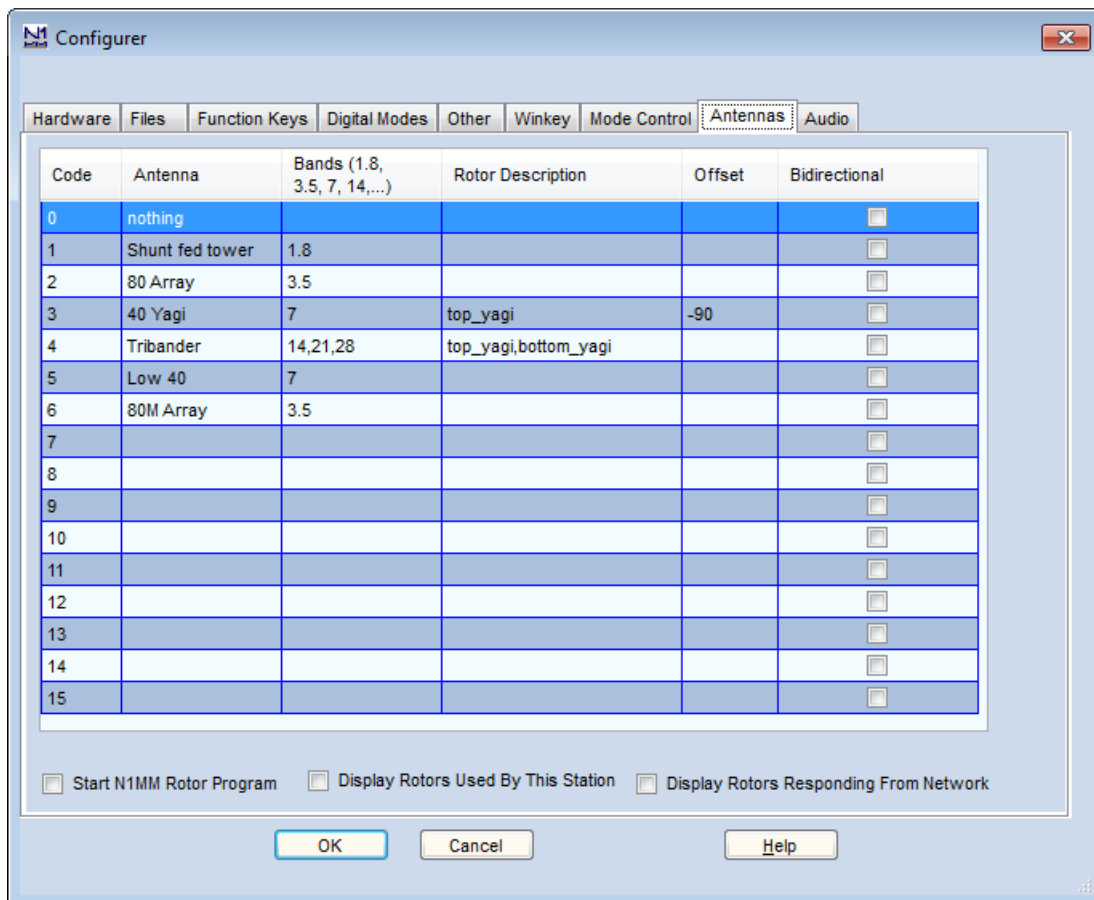 N1 MM Configurer
Hardware Files Function Keys Digital Modes Other Winkey Mode Control Antennas Audio
Code Antenna Bands (1.8, 3.5, 7, 14,...) Rotor Description Offset Bidirectional
0 nothing
1 Shunt fed tower 1.8
2 80 Array 3.5
3 40 Yagi 7 top_yagi -90
4 Tribander 14,21,28 top_yagi,bottom_yagi
5 Low 40 7
6 80M Array 3.5
7
8
9
10
11
12
13
14
15
Start N1MM Rotor Program Display Rotors Used By This Station Display Rotors Responding From Network
OK Cancel Help